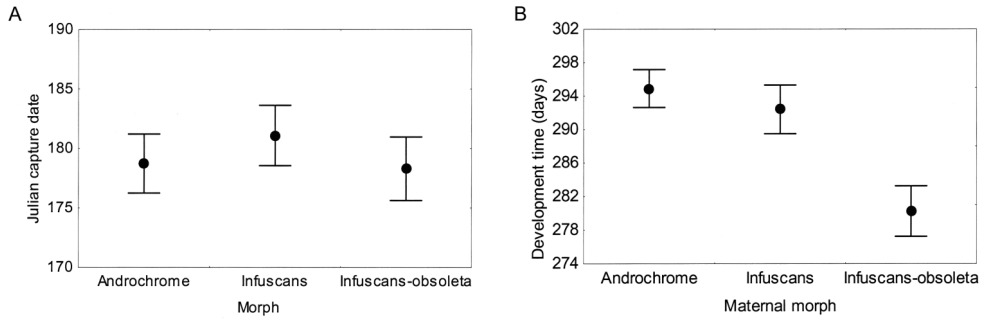 A
190
185
180
175
170
Julian capture date
Androchrome Infuscans Infuscans-obsoleta
Morph
B
302
298
294
290
286
282
278
274
Development time (days)
Androchrome Infuscans Infuscans-obsoleta
Maternal morph